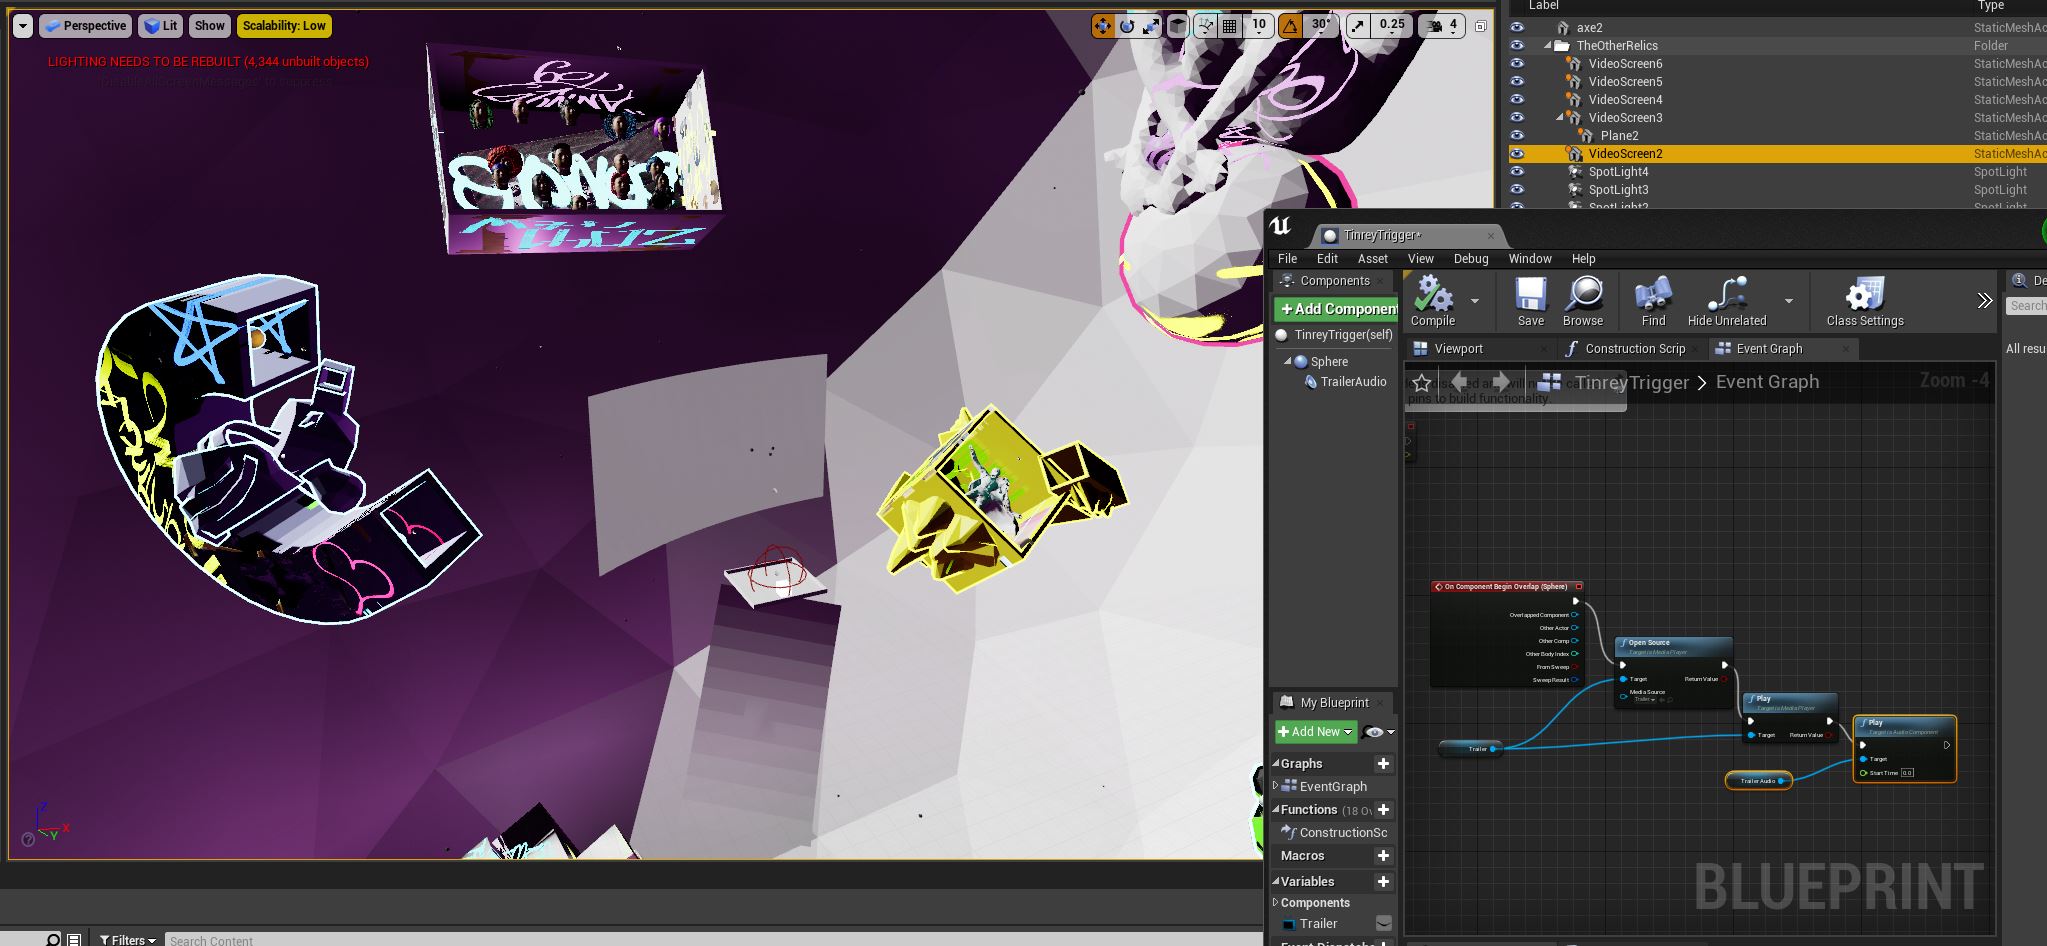 Perspective
Lit
Show
Scalability: Low
10
30°
0.25
4
LIGHTING NEEDS TO BE REBUILT (4,344 unbuilt objects)
'DisableAllScreenMessages' to suppress
Z
X
Y
Label
Type
axe2
StaticMeshAc
TheOtherRelics
Folder
VideoScreen6
StaticMeshAc
VideoScreen5
StaticMeshAc
VideoScreen4
StaticMeshAc
VideoScreen3
StaticMeshAc
Plane2
StaticMeshAc
VideoScreen2
StaticMeshAc
SpotLight4
SpotLight
SpotLight3
SpotLight
SpotLight2
SpotLight
TinreyTrigger*
File
Edit
Asset
View
Debug
Window
Help
Components
+Add Component
TinreyTrigger(self)
Sphere
TrailerAudio
Compile
Save
Browse
Find
Hide Unrelated
Class Settings
De
Search
All resu
Viewport
Construction Scrip
Event Graph
TinreyTrigger > Event Graph
Zoom -4
pins to build functionality.
On Component Begin Overlap (Sphere)
Overlapped Component
Other Actor
Other Comp
Other Body Index
From Sweep
Sweep Result
Open Source
Target is Media Player
Target
Return Value
Media Source
Trailer
Play
Target is Media Player
Target
Return Value
Play
Target is Audio Component
Target
Start Time 0.0
Trailer
Trailer Audio
BLUEPRINT
My Blueprint
+Add New
Graphs
EventGraph
Functions (18 Ov
ConstructionSc
Macros
Variables
Components
Trailer
Event Dispatche
Filters
Search Content